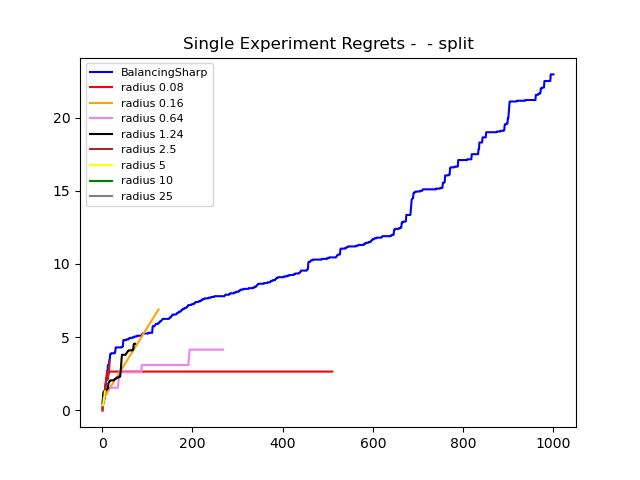 Single Experiment Regrets -  - split
BalancingSharp
radius 0.08
radius 0.16
radius 0.64
radius 1.24
radius 2.5
radius 5
radius 10
radius 25
20
15
10
5
0
0 200 400 600 800 1000